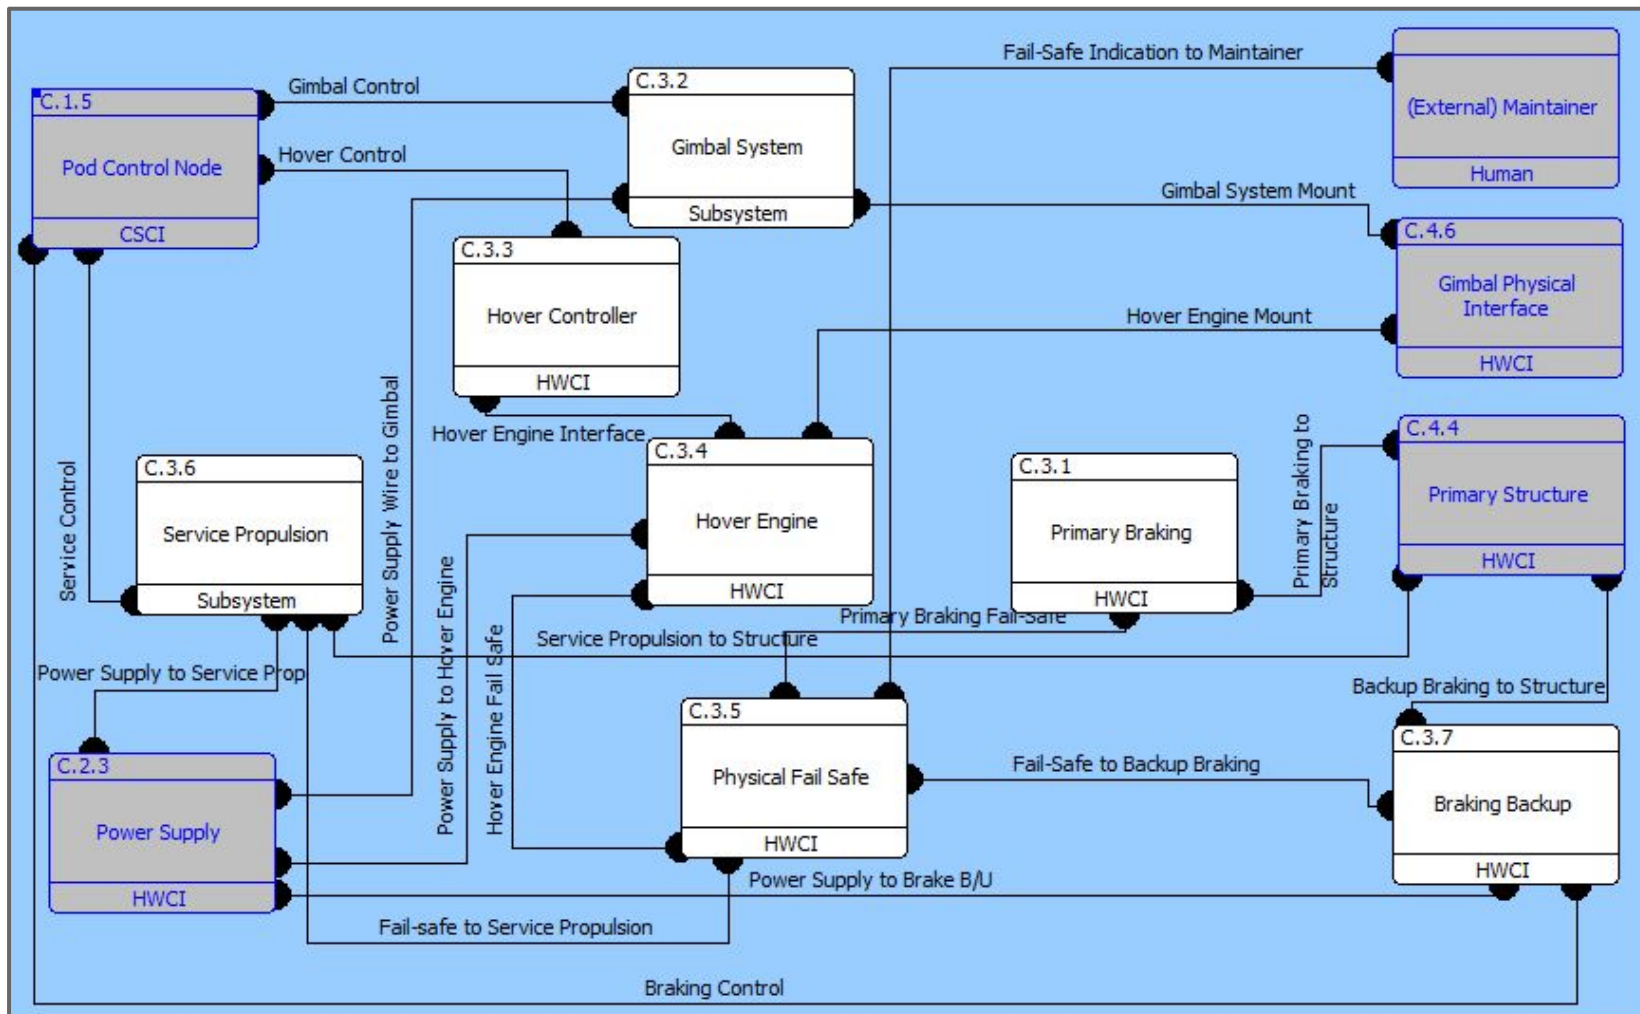 Fail-Safe Indication to Maintainer
(External) Maintainer
Human
C.1.5
Pod Control Node
CSCI
Gimbal Control
Hover Control
C.3.2
Gimbal System
Subsystem
Gimbal System Mount
C.4.6
Gimbal Physical
Interface
HWCI
C.3.3
Hover Controller
HWCI
Hover Engine Mount
Hover Engine Interface
Power Supply Wire to Gimbal
C.3.4
Hover Engine
HWCI
C.3.1
Primary Braking
HWCI
Primary Braking to
Structure
C.4.4
Primary Structure
HWCI
Service Control
C.3.6
Service Propulsion
Subsystem
Primary Braking Fail-Safe
Service Propulsion to Structure
Power Supply to Service Prop
Power Supply to Hover Engine
Hover Engine Fail Safe
Backup Braking to Structure
C.3.5
Physical Fail Safe
HWCI
Fail-Safe to Backup Braking
C.3.7
Braking Backup
HWCI
C.2.3
Power Supply
HWCI
Power Supply to Brake B/U
Fail-safe to Service Propulsion
Braking Control